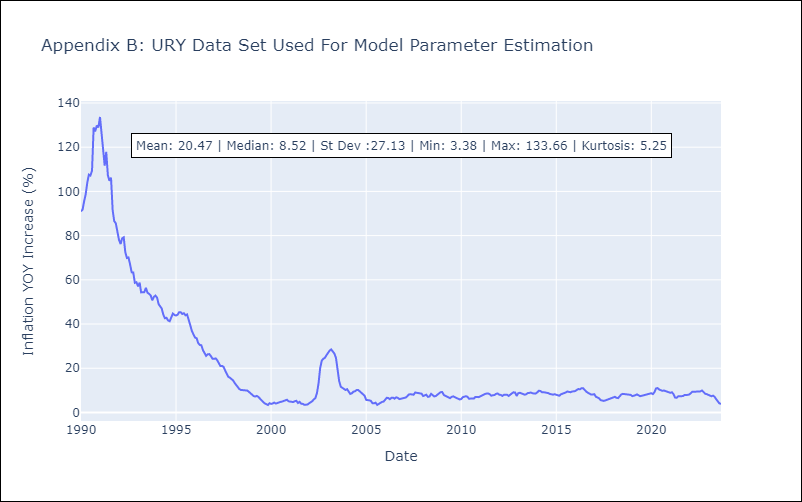 Appendix B: URY Data Set Used For Model Parameter Estimation
140
Mean: 20.47 | Median: 8.52 | St Dev :27.13 | Min: 3.38 | Max: 133.66 | Kurtosis: 5.25
120
100
80
60
40
20
0
Inflation YOY Increase (%)
1990 1995 2000 2005 2010 2015 2020
Date